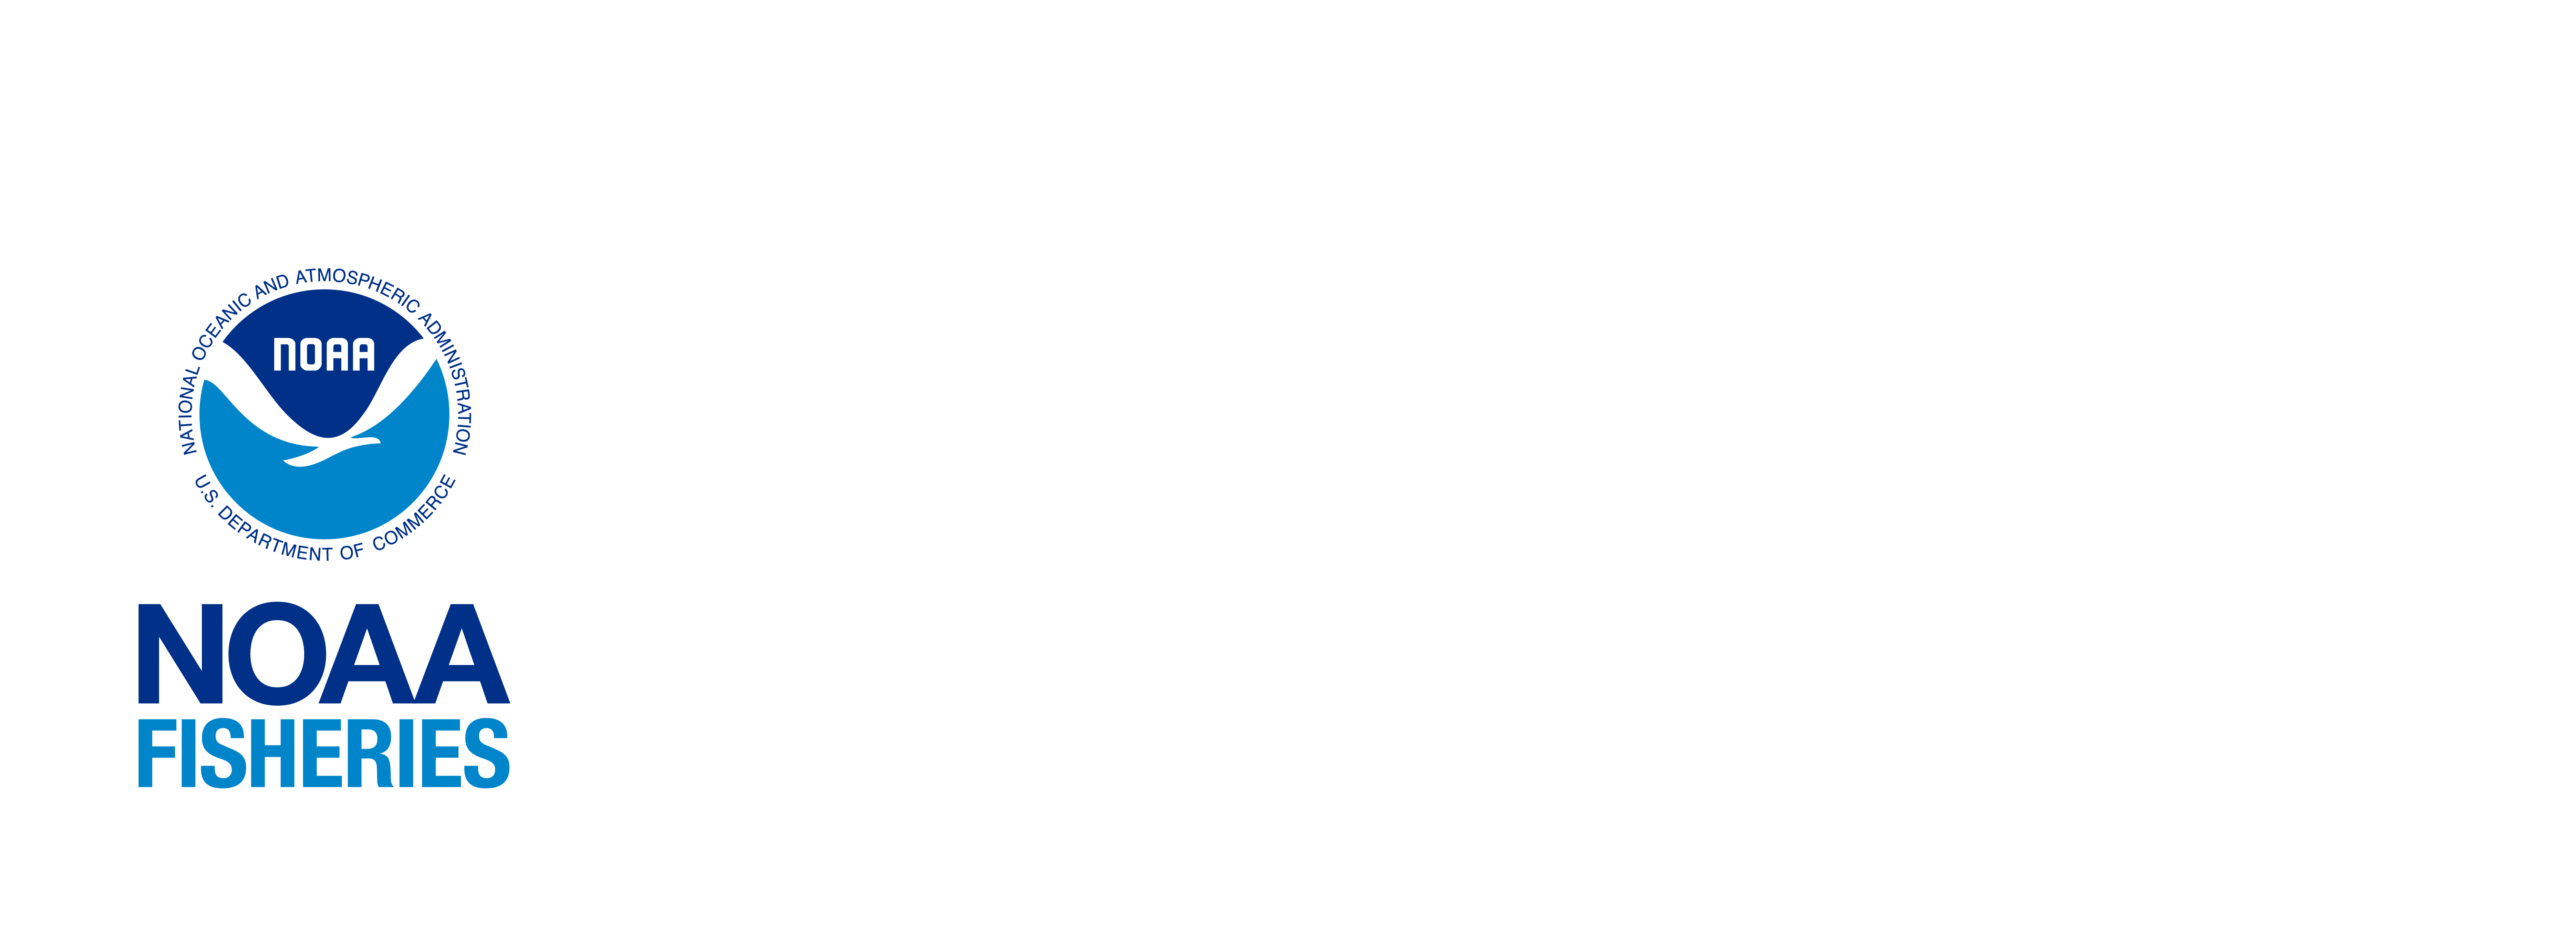 NATIONAL OCEANIC AND ATMOSPHERIC ADMINISTRATION
NOAA
U.S. DEPARTMENT OF COMMERCE
NOAA
FISHERIES